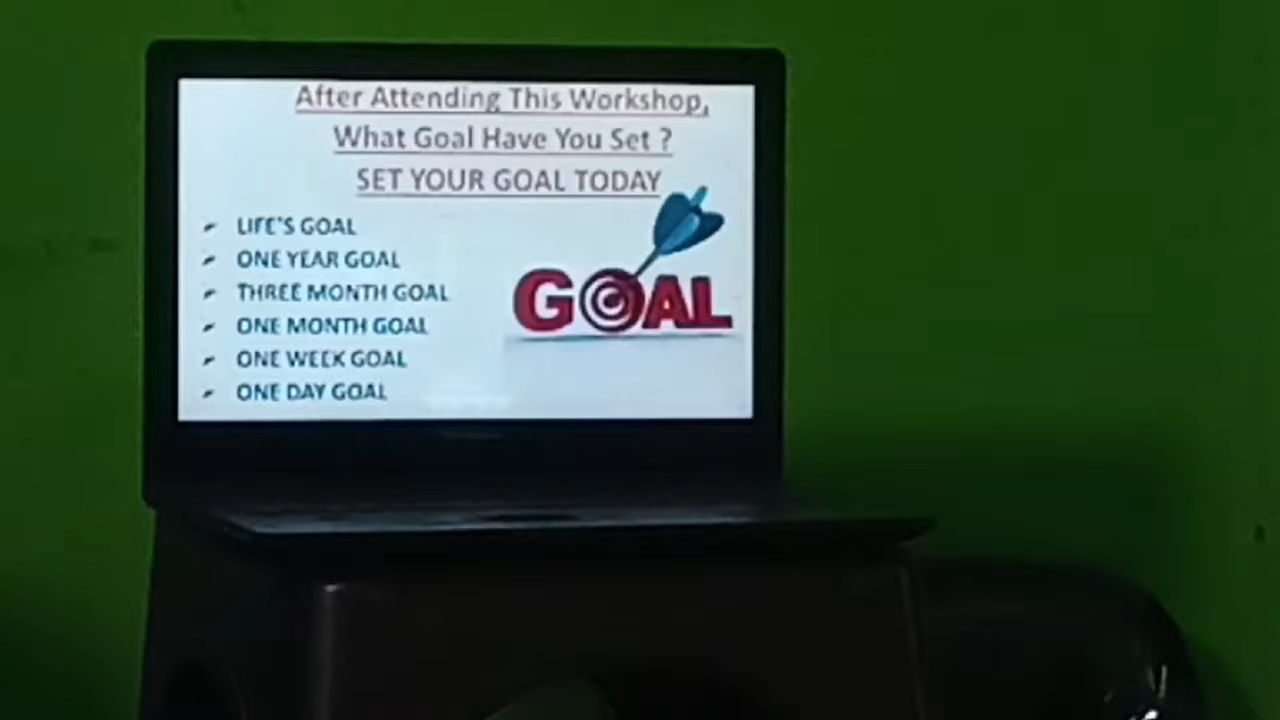 After Attending This Workshop,
What Goal Have You Set ?
SET YOUR GOAL TODAY
LIFE'S GOAL
ONE YEAR GOAL
THREE MONTH GOAL
ONE MONTH GOAL
ONE WEEK GOAL
ONE DAY GOAL
GOAL